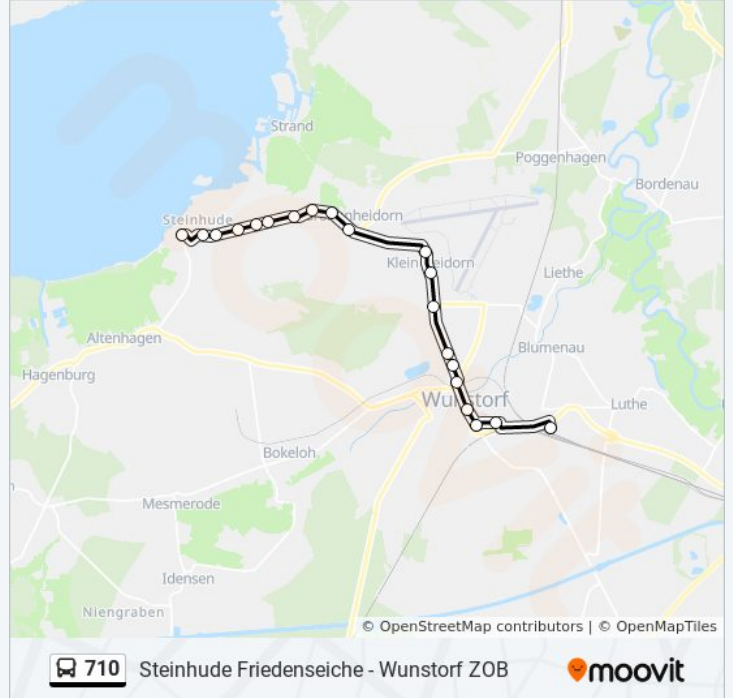 Strand
Poggenhagen
Bordenau
Steinhude
Kleinheidorn
Liethe
Altenhagen
Blumenau
Hagenburg
Wunstorf
Luthe
Bokeloh
Mesmerode
Idensen
Niengraben
© OpenStreetMap contributors | © OpenMapTiles
710 Steinhude Friedenseiche - Wunstorf ZOB moovit